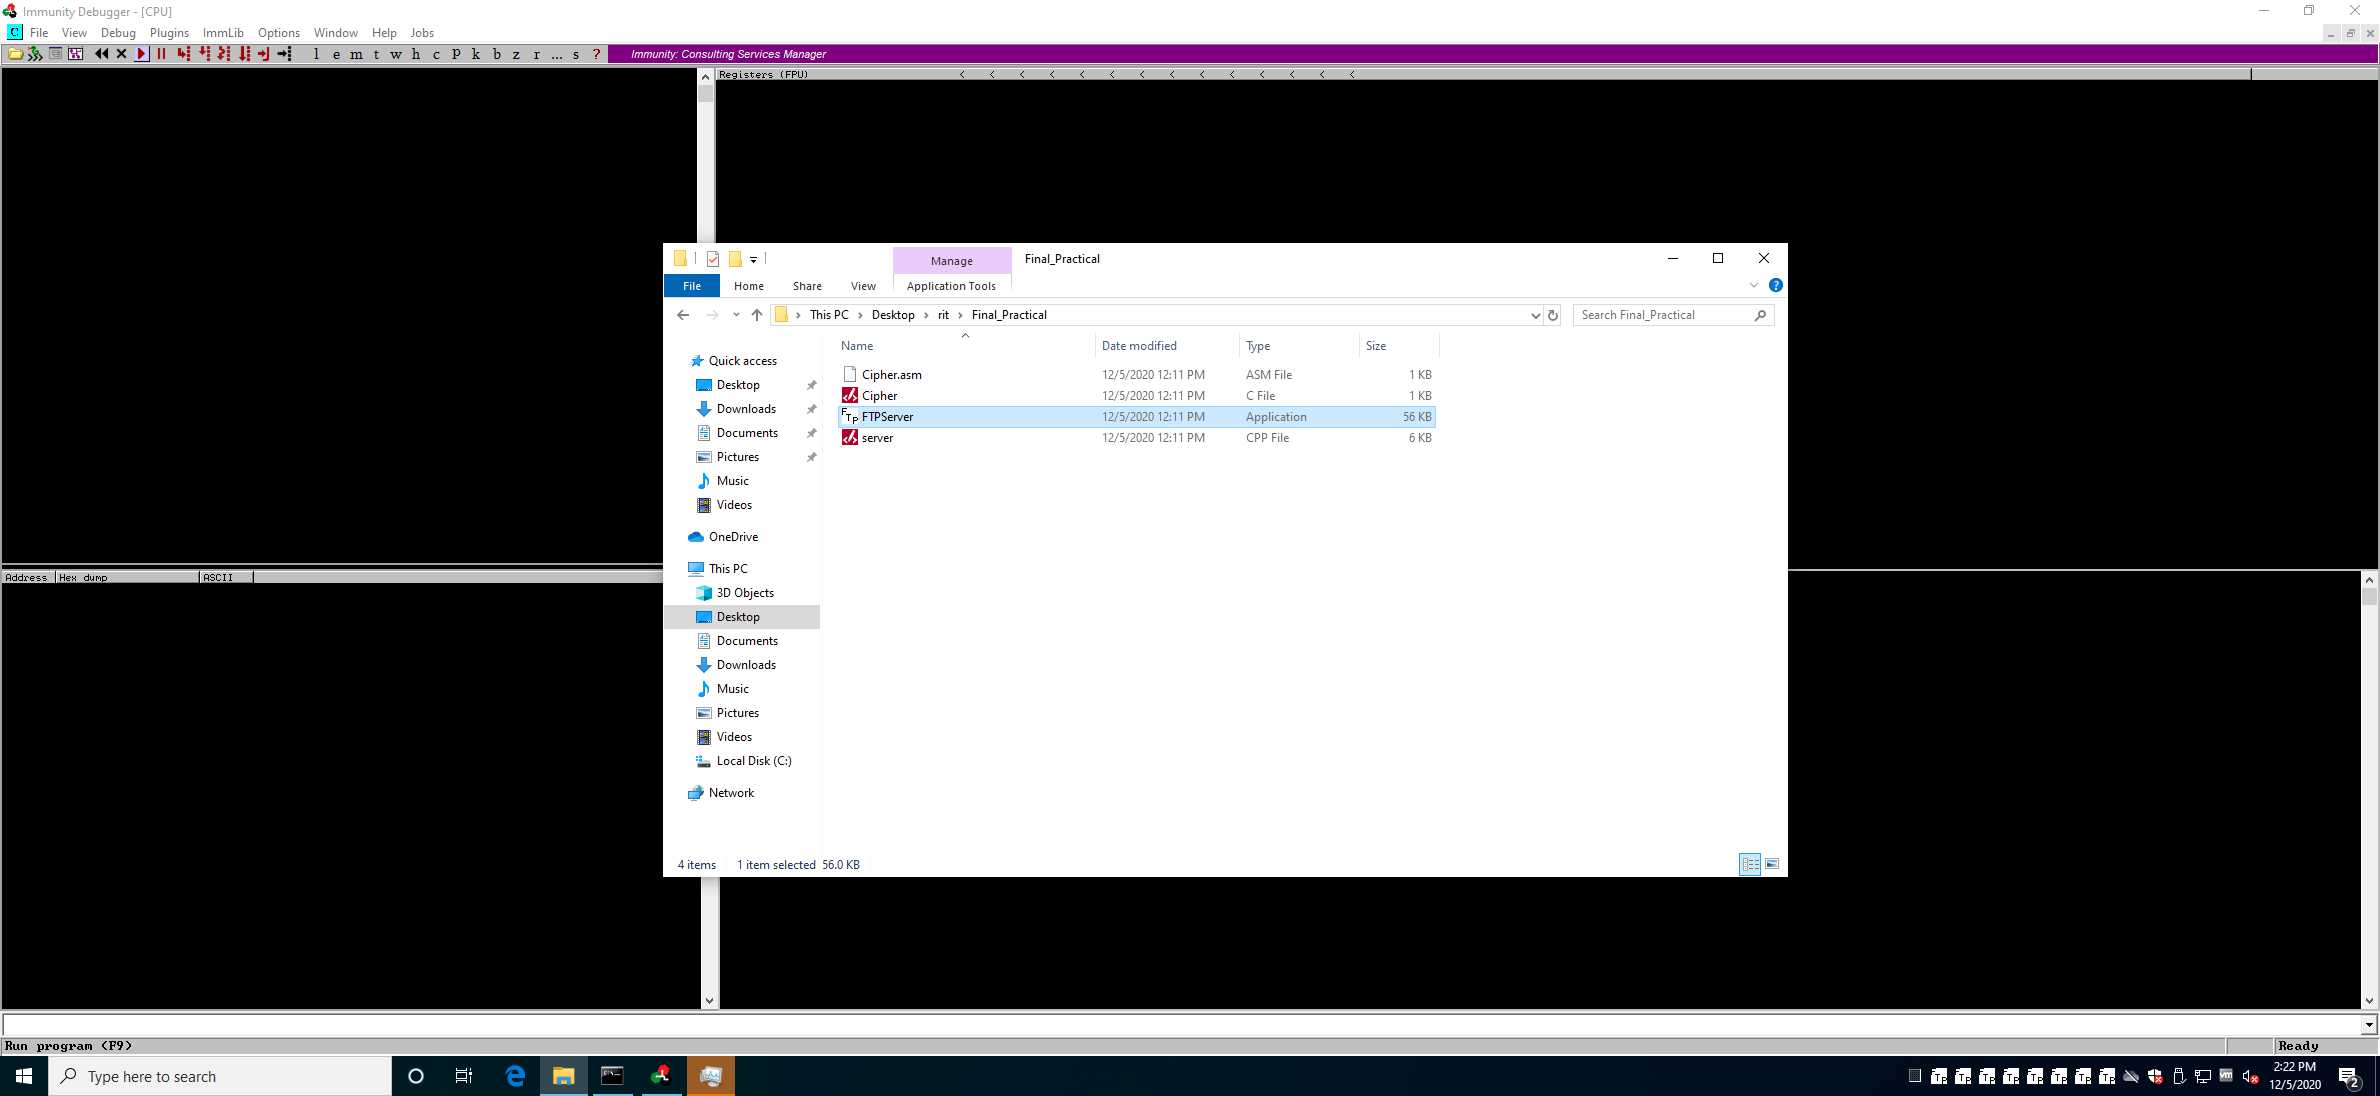 Immunity Debugger - [CPU]
C File View Debug Plugins ImmLib Options Window Help Jobs
l e m t w h c P k b z r ... s ?
Immunity: Consulting Services Manager
Registers (FPU) < < < < < < < < < < < < < <
Manage Final_Practical
File Home Share View Application Tools
This PC > Desktop > rit > Final_Practical
Search Final_Practical
Name Date modified Type Size
Cipher.asm 12/5/2020 12:11 PM ASM File 1 KB
Cipher 12/5/2020 12:11 PM C File 1 KB
FTPServer 12/5/2020 12:11 PM Application 56 KB
server 12/5/2020 12:11 PM CPP File 6 KB
Quick access
Desktop
Downloads
Documents
Pictures
Music
Videos
OneDrive
This PC
3D Objects
Desktop
Documents
Downloads
Music
Pictures
Videos
Local Disk (C:)
Network
4 items 1 item selected 56.0 KB
Address Hex dump ASCII
Run program (F9)
Ready
Type here to search
2:22 PM
12/5/2020
2